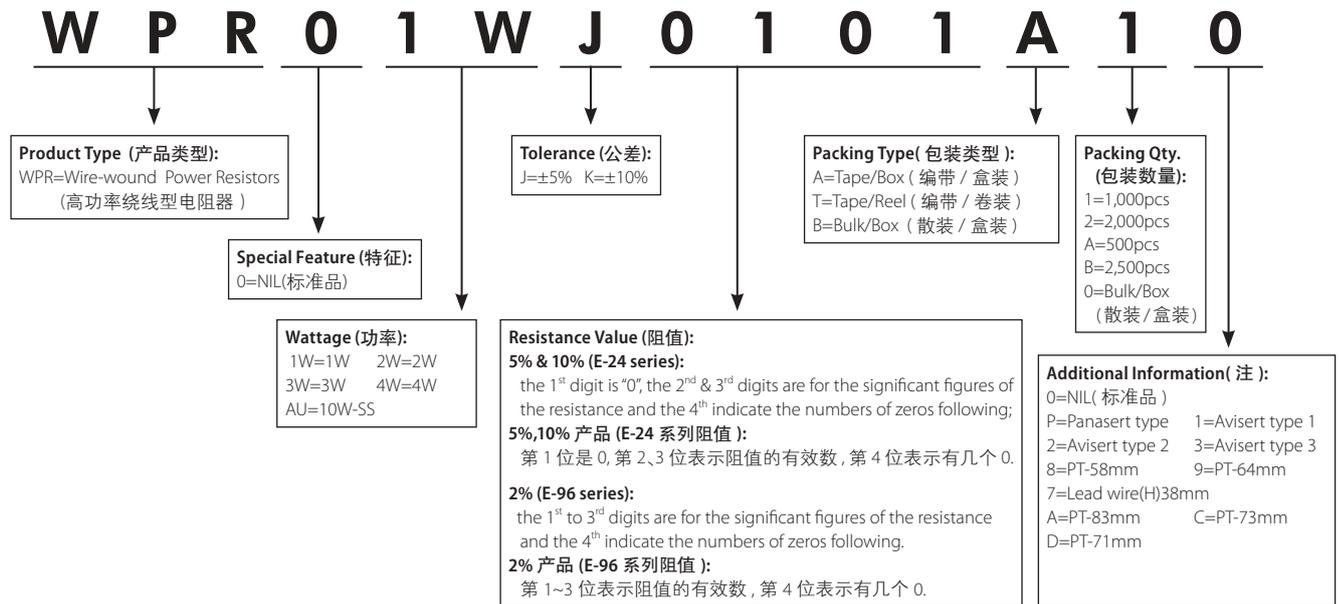 W P R 0 1 W J 0 1 0 1 A 1 0
Product Type (产品类型):
WPR=Wire-wound Power Resistors
(高功率绕线型电阻器)
Special Feature (特征):
0=NIL(标准品)
Wattage (功率):
1W=1W 2W=2W
3W=3W 4W=4W
AU=10W-SS
Tolerance (公差):
J=±5% K=±10%
Resistance Value (阻值):
5% & 10% (E-24 series):
the 1st digit is “0”, the 2nd & 3rd digits are for the significant figures of
the resistance and the 4th indicate the numbers of zeros following;
5%,10% 产品 (E-24 系列阻值 ):
第 1 位是 0, 第 2、3 位表示阻值的有效数 , 第 4 位表示有几个 0.
2% (E-96 series):
the 1st to 3rd digits are for the significant figures of the resistance
and the 4th indicate the numbers of zeros following.
2% 产品 (E-96 系列阻值 ):
第 1~3 位表示阻值的有效数 , 第 4 位表示有几个 0.
Packing Type( 包装类型 ):
A=Tape/Box ( 编带 / 盒装 )
T=Tape/Reel ( 编带 / 卷装 )
B=Bulk/Box ( 散装 / 盒装 )
Packing Qty.
(包装数量):
1=1,000pcs
2=2,000pcs
A=500pcs
B=2,500pcs
0=Bulk/Box
( 散装 / 盒装 )
Additional Information( 注 ):
0=NIL( 标准品 )
P=Panasert type 1=Avisert type 1
2=Avisert type 2 3=Avisert type 3
8=PT-58mm 9=PT-64mm
7=Lead wire(H)38mm
A=PT-83mm C=PT-73mm
D=PT-71mm